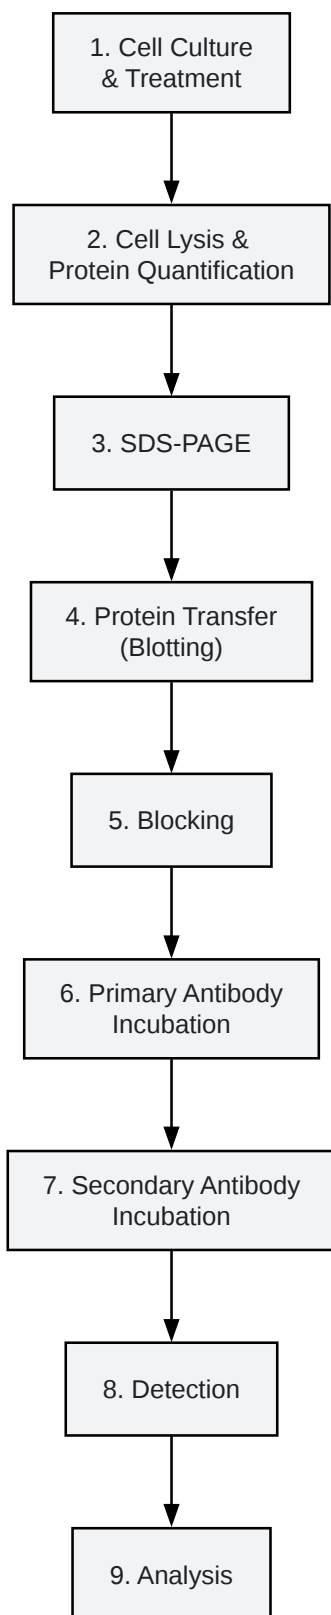 1. Cell Culture
& Treatment
2. Cell Lysis &
Protein Quantification
3. SDS-PAGE
4. Protein Transfer
(Blotting)
5. Blocking
6. Primary Antibody
Incubation
7. Secondary Antibody
Incubation
8. Detection
9. Analysis